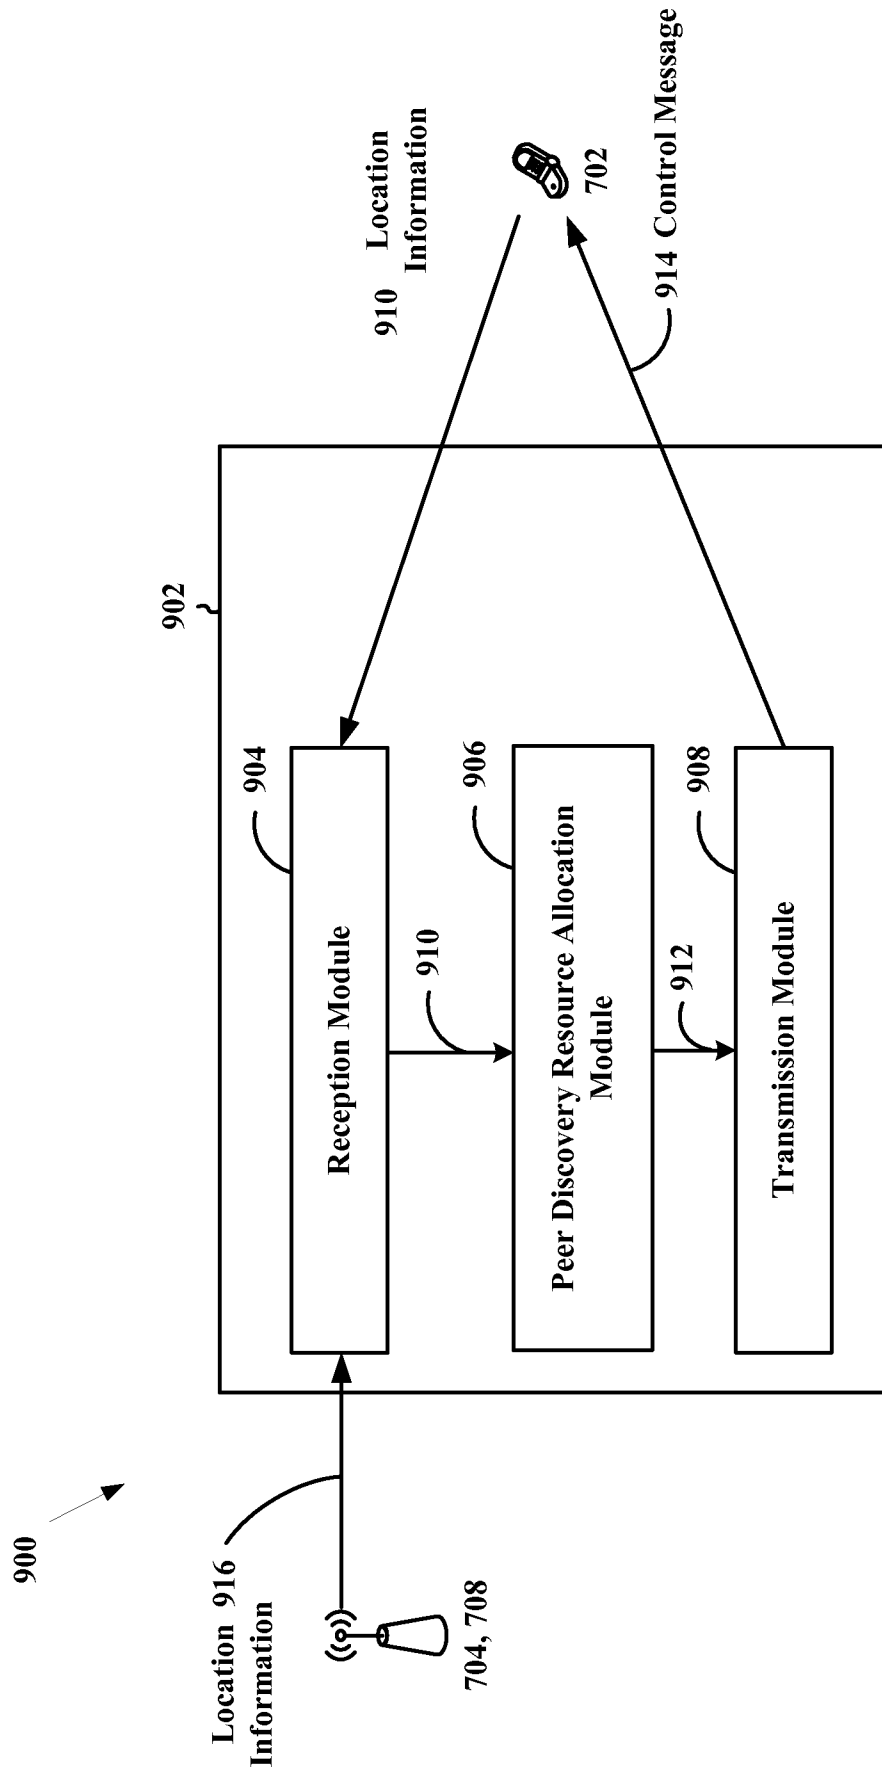 900
902
Location 916
Information
704, 708
904
Reception Module
910
906
Peer Discovery Resource Allocation
Module
912
908
Transmission Module
910 Location
Information
702
914 Control Message